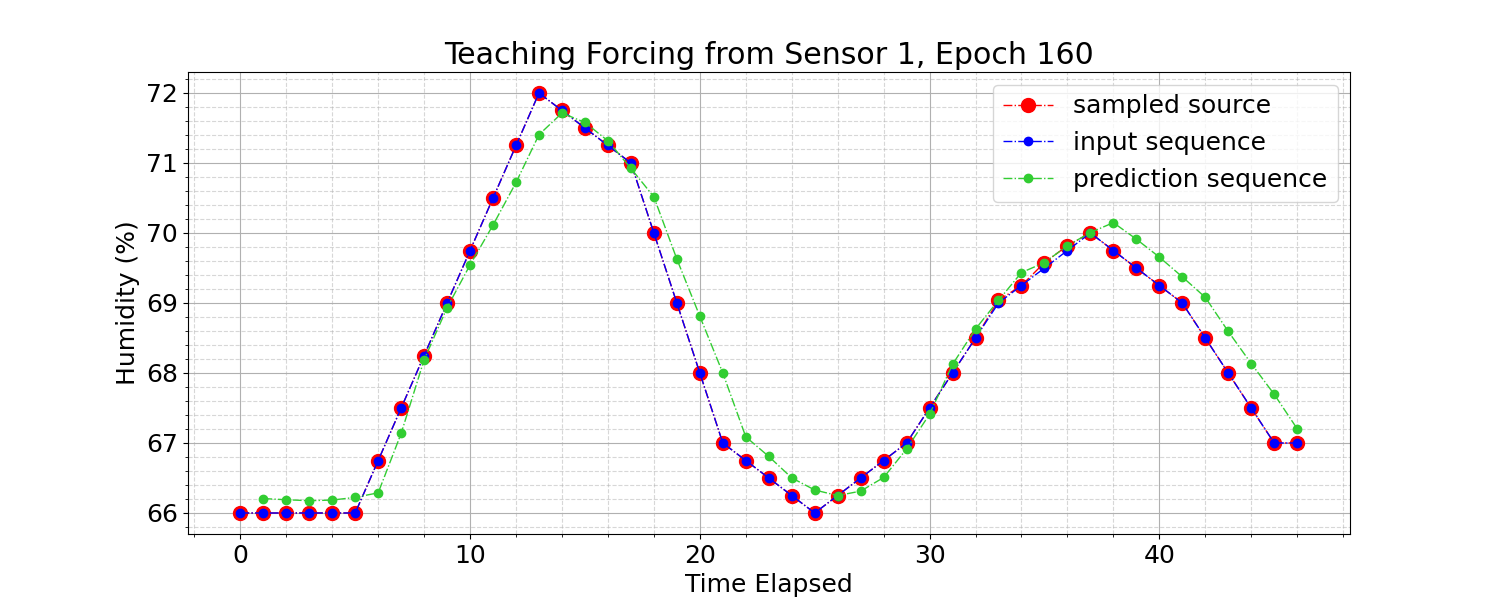 Teaching Forcing from Sensor 1, Epoch 160
sampled source
input sequence
prediction sequence
Humidity (%)
72
71
70
69
68
67
66
0 10 20 30 40
Time Elapsed